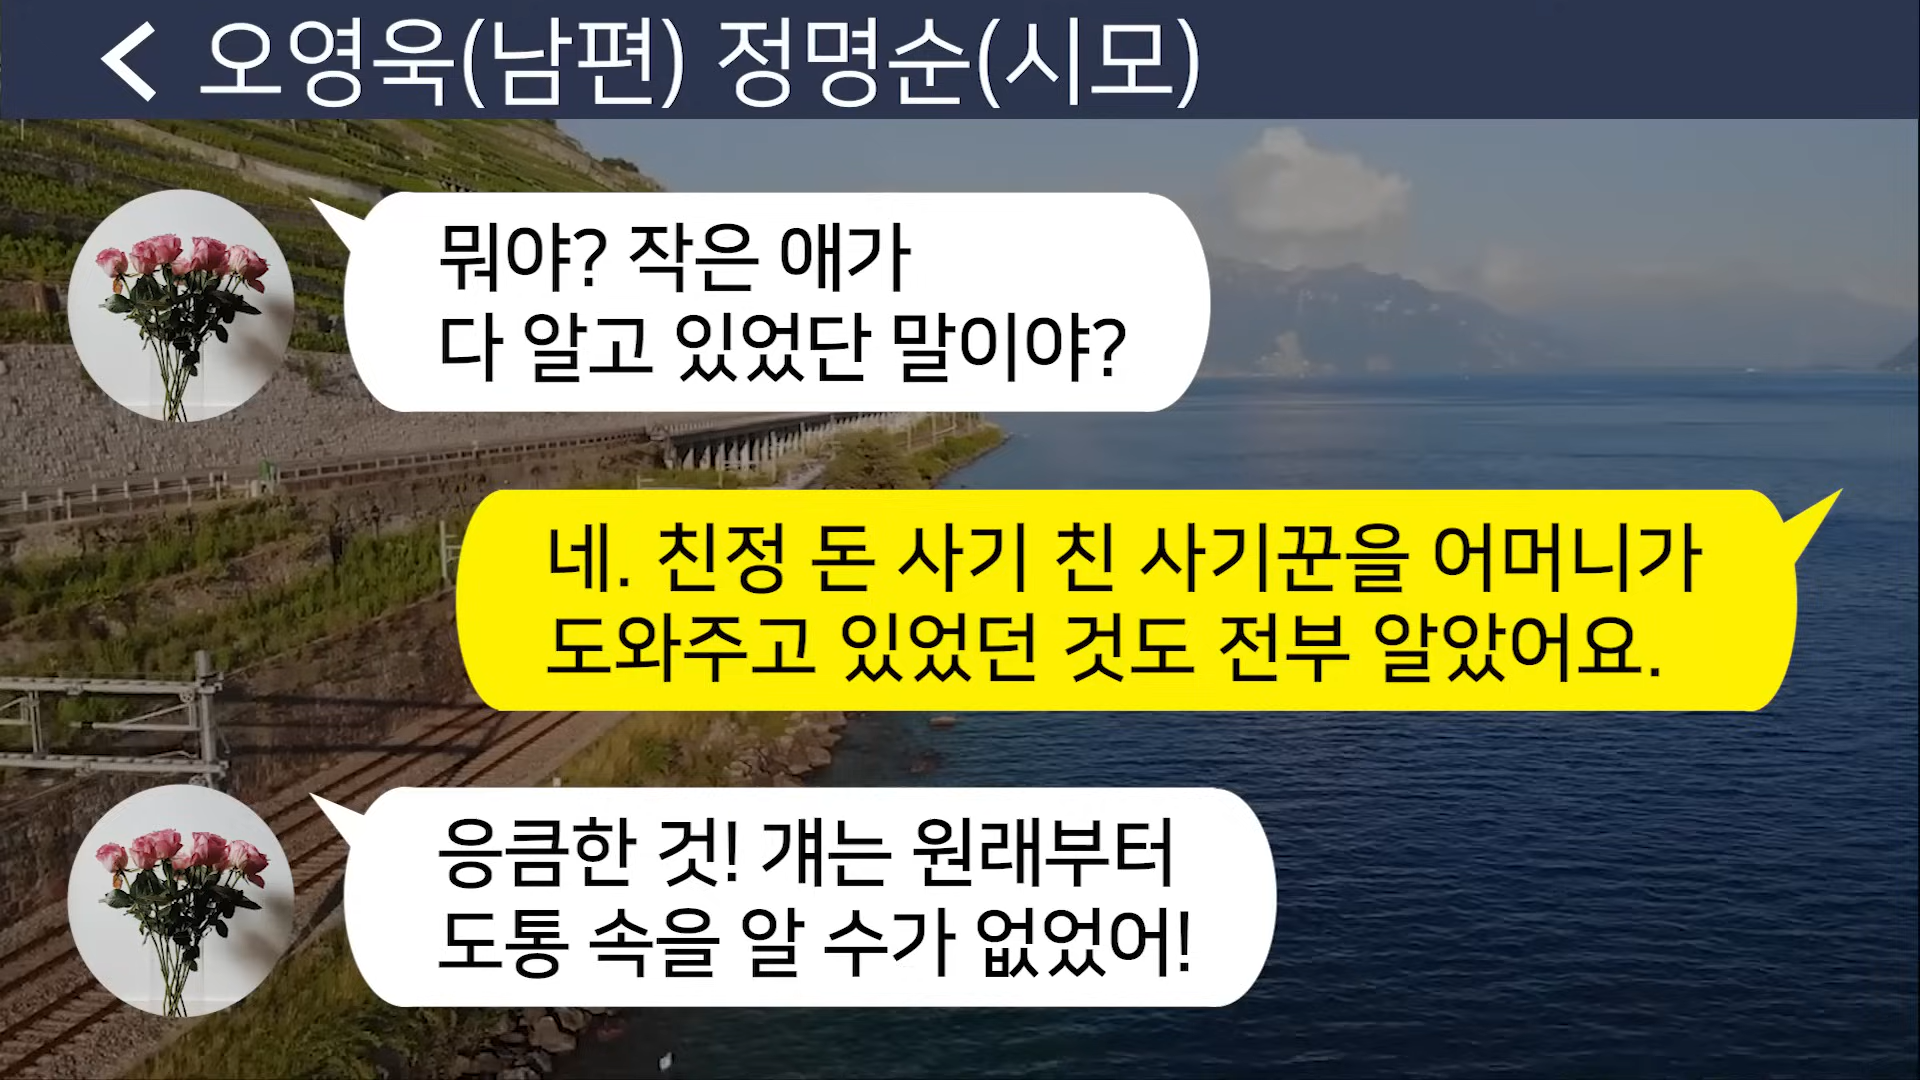 오영욱(남편) 정명순(시모)
뭐야? 작은 애가
다 알고 있었단 말이야?
네. 친정 돈 사기 친 사기꾼을 어머니가
도와주고 있었던 것도 전부 알았어요.
응큼한 것! 걔는 원래부터
도통 속을 알 수가 없었어!